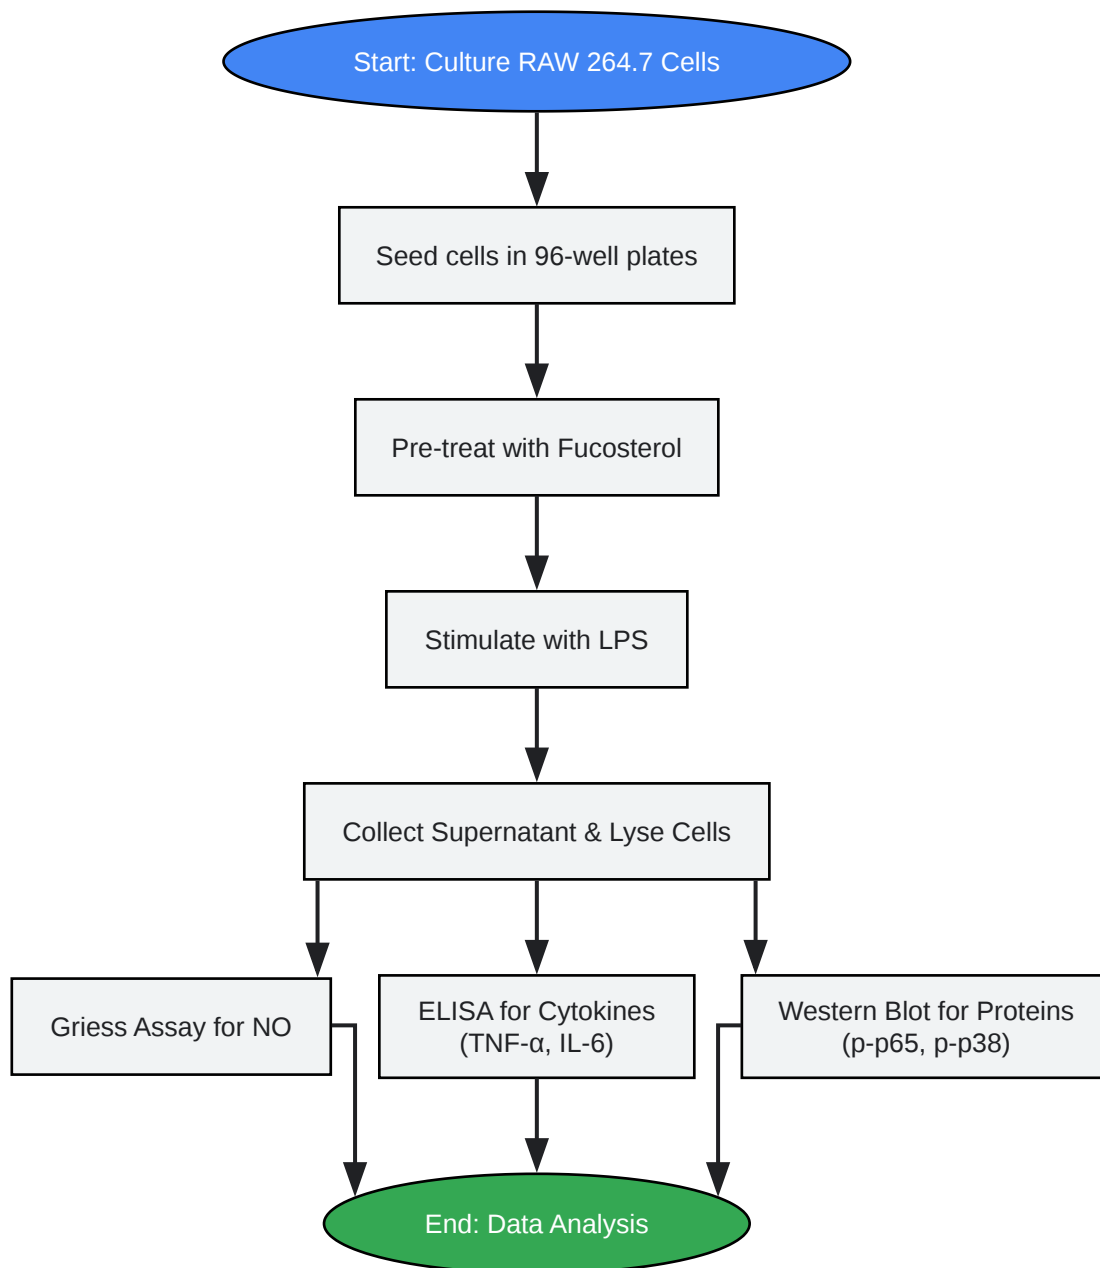 Start: Culture RAW 264.7 Cells
Seed cells in 96-well plates
Pre-treat with Fucosterol
Stimulate with LPS
Collect Supernatant & Lyse Cells
Griess Assay for NO
ELISA for Cytokines
(TNF-α, IL-6)
Western Blot for Proteins
(p-p65, p-p38)
End: Data Analysis